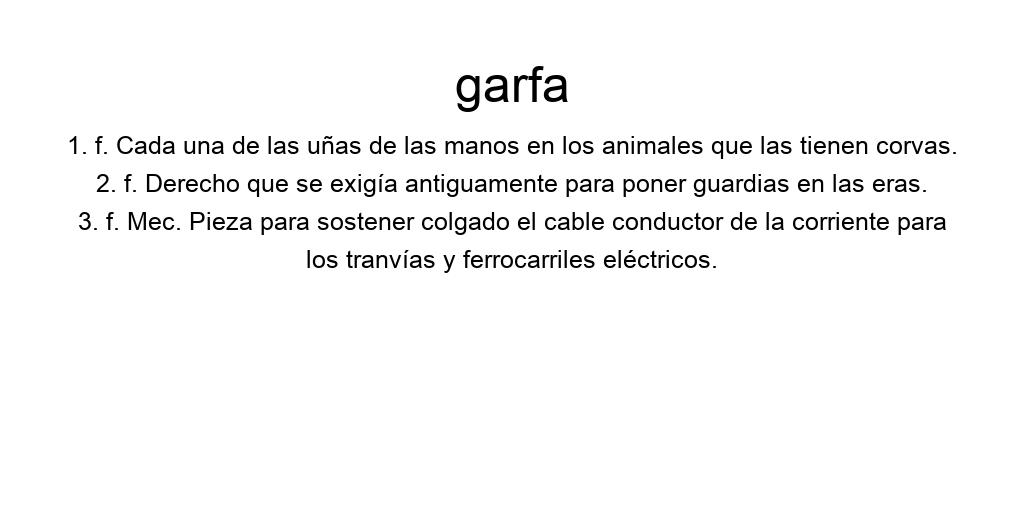 garfa
1. f. Cada una de las uñas de las manos en los animales que las tienen corvas.
2. f. Derecho que se exigía antiguamente para poner guardias en las eras.
3. f. Mec. Pieza para sostener colgado el cable conductor de la corriente para
los tranvías y ferrocarriles eléctricos.